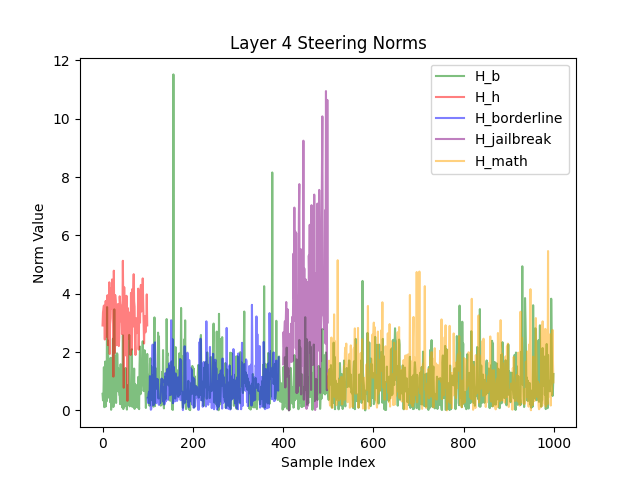 Layer 4 Steering Norms
Norm Value
12
10
8
6
4
2
0
H_b
H_h
H_borderline
H_jailbreak
H_math
0 200 400 600 800 1000
Sample Index